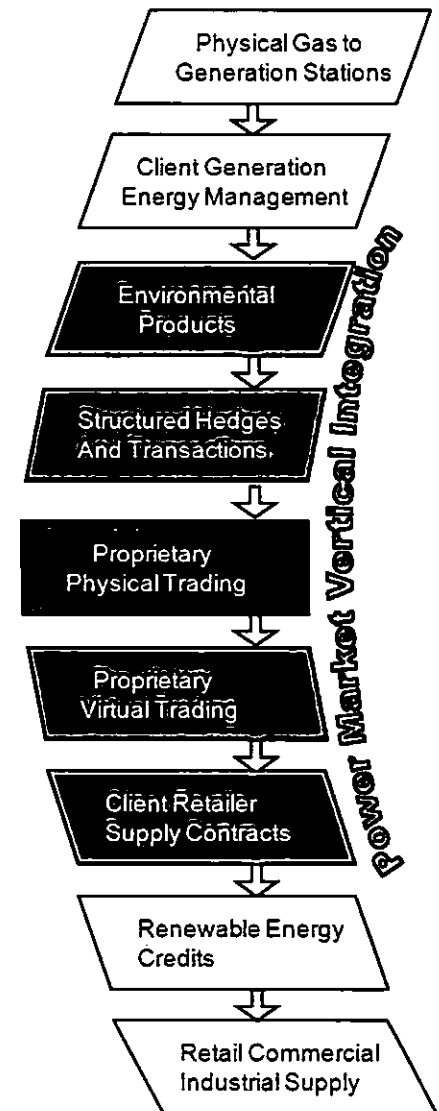 Physical Gas to
Generation Stations
Client Generation
Energy Management
Environmental
Products
Structured Hedges
And Transactions.
Proprietary
Physical Trading
Proprietary
Virtual Trading
Client Retailer
Supply Contracts
Renewable Energy
Credits
Retail Commercial
Industrial Supply
Power Market Vertical Integration